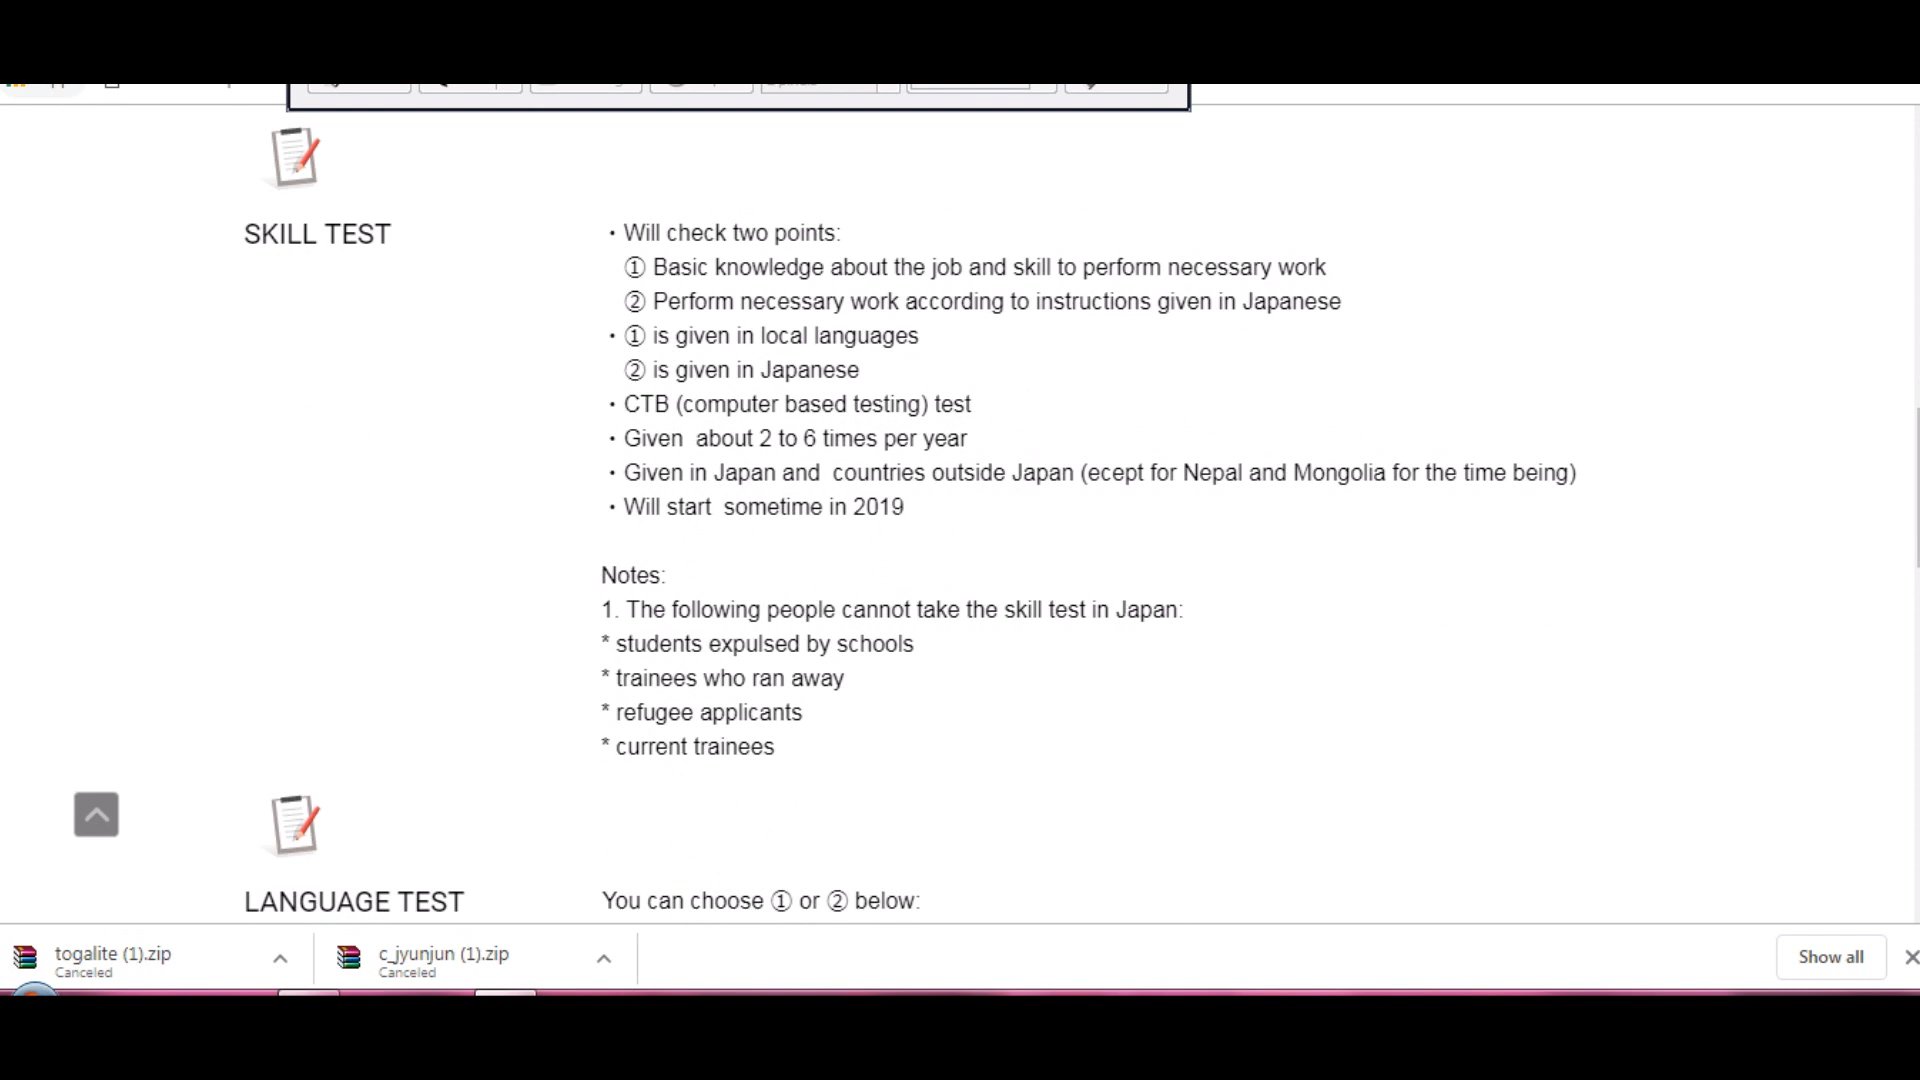 SKILL TEST
・Will check two points:
① Basic knowledge about the job and skill to perform necessary work
② Perform necessary work according to instructions given in Japanese
・① is given in local languages
② is given in Japanese
・CTB (computer based testing) test
・Given  about 2 to 6 times per year
・Given in Japan and  countries outside Japan (ecept for Nepal and Mongolia for the time being)
・Will start  sometime in 2019
Notes:
1. The following people cannot take the skill test in Japan:
* students expulsed by schools
* trainees who ran away
* refugee applicants
* current trainees
LANGUAGE TEST
You can choose ① or ② below:
togalite (1).zip
Canceled
c_jyunjun (1).zip
Canceled
Show all